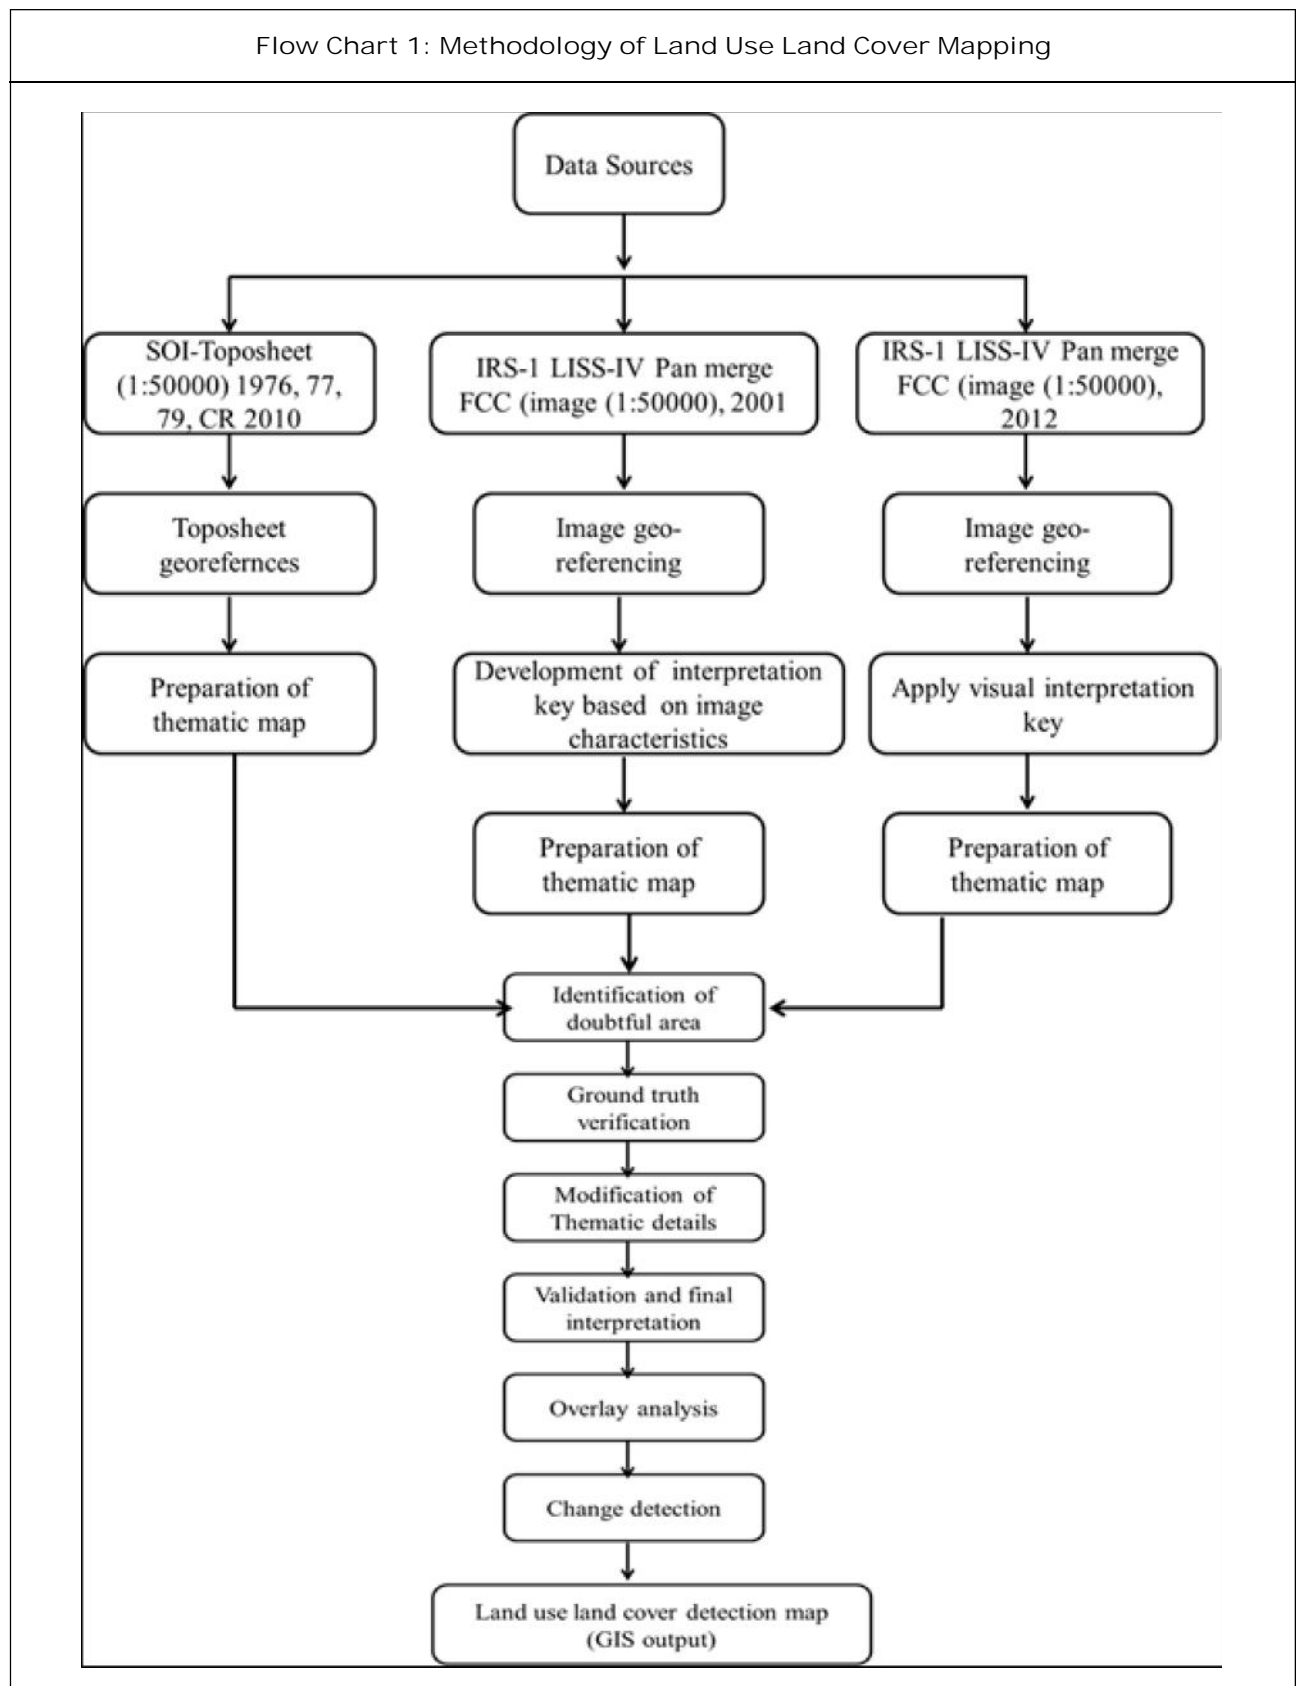 Flow Chart 1: Methodology of Land Use Land Cover Mapping
Data Sources
SOI-Toposheet
(1:50000) 1976, 77,
79, CR 2010
IRS-1 LISS-IV Pan merge
FCC (image (1:50000), 2001
IRS-1 LISS-IV Pan merge
FCC (image (1:50000),
2012
Toposheet
georefernces
Image geo-
referencing
Image geo-
referencing
Preparation of
thematic map
Development of interpretation
key based on image
characteristics
Apply visual interpretation
key
Preparation of
thematic map
Preparation of
thematic map
Identification of
doubtful area
Ground truth
verification
Modification of
Thematic details
Validation and final
interpretation
Overlay analysis
Change detection
Land use land cover detection map
(GIS output)